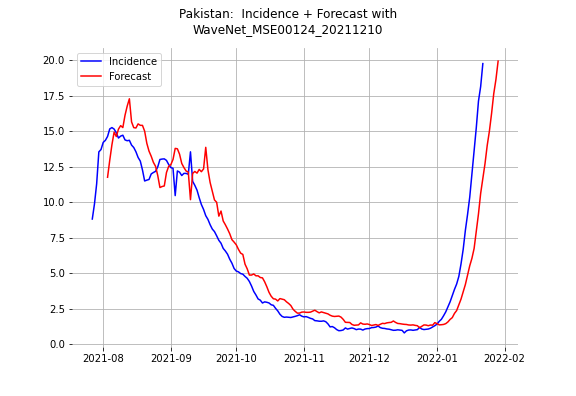 Pakistan:  Incidence + Forecast with
WaveNet_MSE00124_20211210
Incidence
Forecast
20.0
17.5
15.0
12.5
10.0
7.5
5.0
2.5
0.0
2021-08 2021-09 2021-10 2021-11 2021-12 2022-01 2022-02